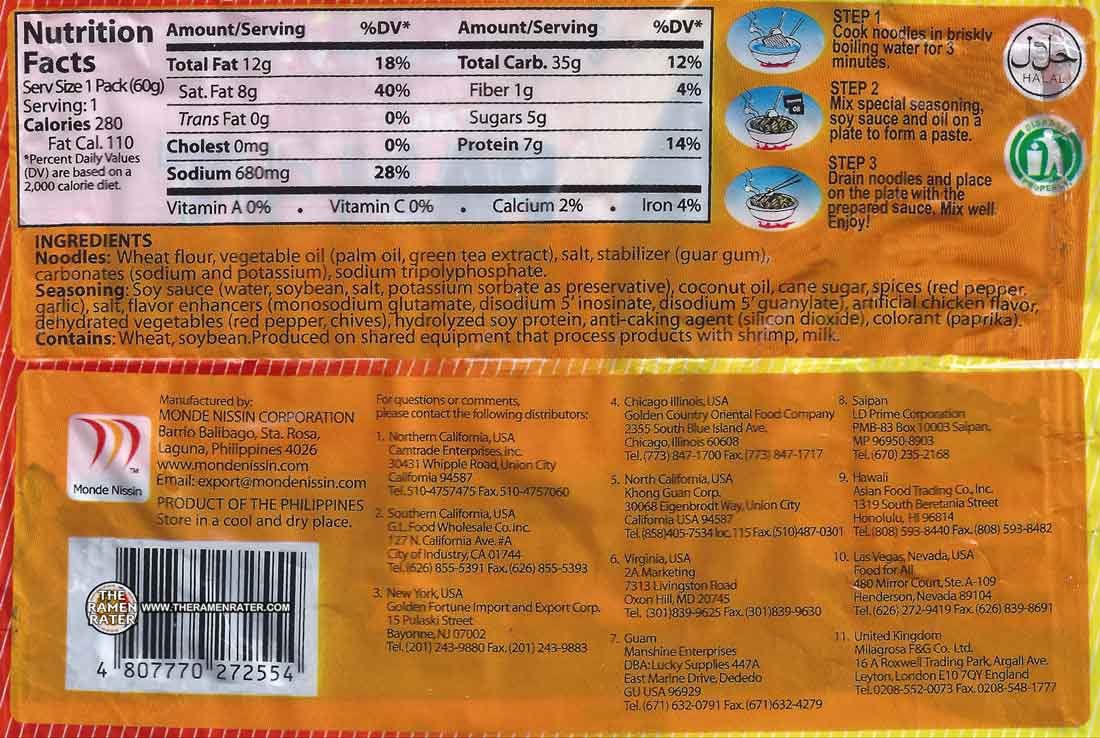 Nutrition Facts
Serv Size 1 Pack (60g)
Serving: 1
Calories 280
Fat Cal. 110
*Percent Daily Values
(DV) are based on a
2,000 calorie diet.
Amount/Serving %DV* Amount/Serving %DV*
Total Fat 12g 18% Total Carb. 35g 12%
Sat. Fat 8g 40% Fiber 1g 4%
Trans Fat 0g 0% Sugars 5g
Cholest 0mg 0% Protein 7g 14%
Sodium 680mg 28%
Vitamin A 0% • Vitamin C 0% • Calcium 2% • Iron 4%
STEP 1
Cook noodles in briskly
boiling water for 3
minutes.
STEP 2
Mix special seasoning,
soy sauce and oil on a
plate to form a paste.
STEP 3
Drain noodles and place
on the plate with the
prepared sauce. Mix well.
Enjoy!
حلال
HALAL
INGREDIENTS
Noodles: Wheat flour, vegetable oil (palm oil, green tea extract), salt, stabilizer (guar gum),
carbonates (sodium and potassium), sodium tripolyphosphate.
Seasoning: Soy sauce (water, soybean, salt, potassium sorbate as preservative), coconut oil, cane sugar, spices (red pepper,
garlic), salt, flavor enhancers (monosodium glutamate, disodium 5' inosinate, disodium 5' guanylate), artificial chicken flavor,
dehydrated vegetables (red pepper, chives), hydrolyzed soy protein, anti-caking agent (silicon dioxide), colorant (paprika).
Contains: Wheat, soybean.Produced on shared equipment that process products with shrimp, milk.
Monde Nissin
TM
Manufactured by:
MONDE NISSIN CORPORATION
Barrio Balibago, Sta. Rosa,
Laguna, Philippines 4026
www.mondenissin.com
Email: export@mondenissin.com
PRODUCT OF THE PHILIPPINES
Store in a cool and dry place.
THE
RAMEN
RATER
WWW.THERAMENRATER.COM
4 807770 272554
For questions or comments,
please contact the following distributors:
1. Northern California, USA
Camtrade Enterprises, Inc.
30431 Whipple Road, Union City
California 94587
Tel.510-4757475 Fax.510-4757060
2. Southern California, USA
G.L. Food Wholesale Co.inc.
127 N. California Ave. #A
City of Industry, CA 01744
Tel. (626) 855-5391 Fax. (626) 855-5393
3. New York, USA
Golden Fortune Import and Export Corp.
15 Pulaski Street
Bayonne, NJ 07002
Tel. (201) 243-9880 Fax. (201) 243-9883
4. Chicago Illinois, USA
Golden Country Oriental Food Company
2355 South Blue Island Ave.
Chicago, Illinois 60608
Tel. (773) 847-1700 Fax. (773) 847-1717
5. North California, USA
Khong Guan Corp.
30068 Eigenbrodt Way, Union City
California USA 94587
Tel. (858)405-7534 loc. 115 Fax. (510)487-0301
6. Virginia, USA
2A Marketing
7313 Livingston Road
Oxon Hill, MD 20745
Tel. (301)839-9625 Fax. (301)839-9630
7. Guam
Manshine Enterprises
DBA: Lucky Supplies 447A
East Marine Drive, Dededo
GU USA 96929
Tel. (671) 632-0791 Fax. (671)632-4279
8. Saipan
LD Prime Corporation
PMB-83 Box 10003 Saipan,
MP 96950-8903
Tel. (670) 235-2168
9. Hawaii
Asian Food Trading Co., Inc.
1319 South Beretania Street
Honolulu, HI 96814
Tel. (808) 593-8440 Fax. (808) 593-8482
10. Las Vegas, Nevada, USA
Food for All
480 Mirror Court, Ste. A-109
Henderson, Nevada 89104
Tel. (626) 272-9419 Fax. (626) 839-8691
11. United Kingdom
Milagrosa F&G Co. Ltd.
16 A Roxwell Trading Park, Argall Ave.
Leyton, London E10 7QY England
Tel.0208-552-0073 Fax. 0208-548-1777